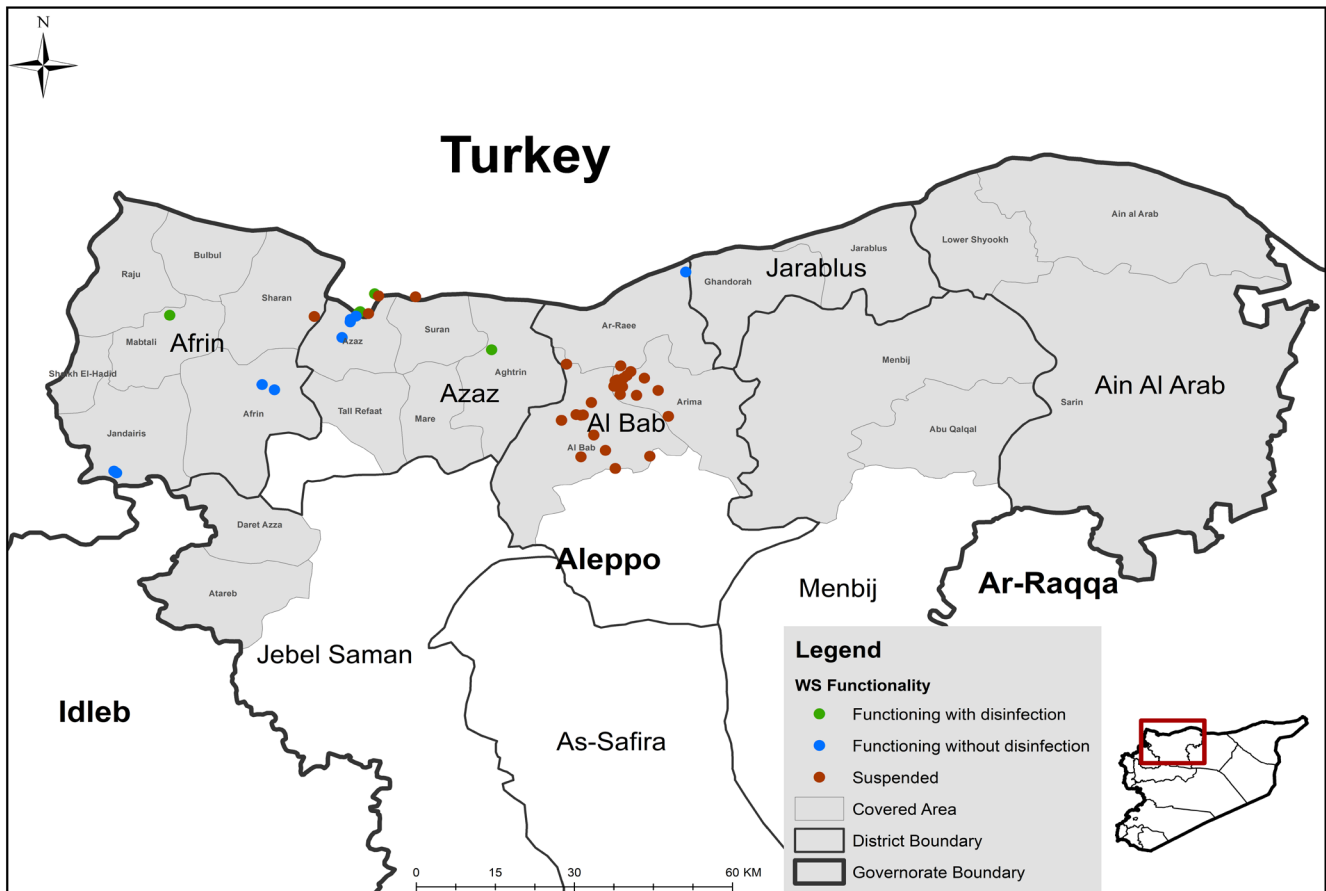 N
Turkey
Ain al Arab
Bulbul
Lower Shyookh
Jarablus
Raju
Jarablus
Ghandorah
Sharan
Ar-Raee
Suran
Mabtali
Afrin
Azaz
Menbij
Sheikh El-Hadid
Aghtrin
Ain Al Arab
Azaz
Arima
Sarin
Afrin
Tall Refaat
Mare
Al Bab
Abu Qalqal
Jandairis
Al Bab
Daret Azza
Aleppo
Ar-Raqqa
Menbij
Atareb
Jebel Saman
Idleb
As-Safira
Legend
WS Functionality
Functioning with disinfection
Functioning without disinfection
Suspended
Covered Area
District Boundary
Governorate Boundary
0 15 30 60 KM